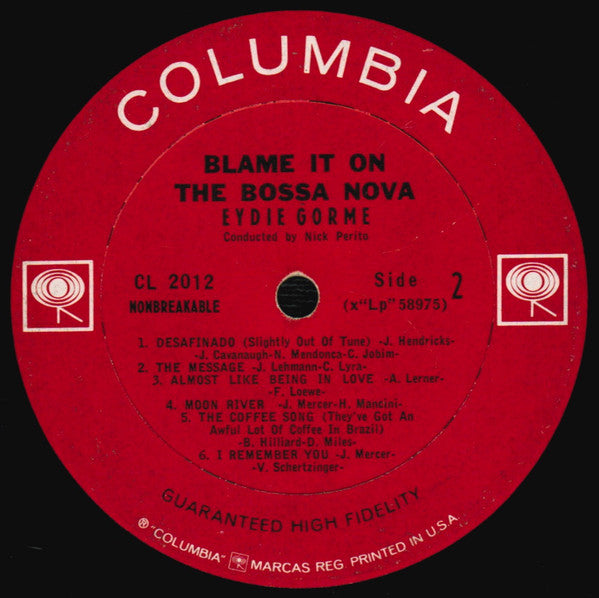 COLUMBIA
BLAME IT ON
THE BOSSA NOVA
EYDIE GORME
Conducted by Nick Perito
CL 2012
NONBREAKABLE
Side 2
(x"Lp" 58975)
1. DESAFINADO (Slightly Out Of Tune) -J. Hendricks-
-J. Cavanaugh-N. Mendonca-C. Jobim-
2. THE MESSAGE -J. Lehmann-C. Lyra-
3. ALMOST LIKE BEING IN LOVE -A. Lerner-
-F. Loewe-
4. MOON RIVER -J. Mercer-H. Mancini-
5. THE COFFEE SONG (They've Got An
Awful Lot Of Coffee In Brazil)
-B. Hilliard-D. Miles-
6. I REMEMBER YOU -J. Mercer-
-V. Schertzinger-
GUARANTEED HIGH FIDELITY
® "COLUMBIA" MARCAS REG. PRINTED IN U.S.A.